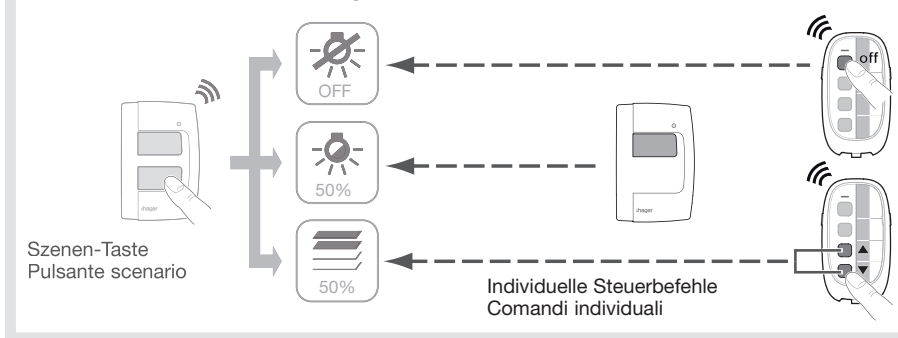 off
OFF
50%
:hager
:hager
Szenen-Taste
Pulsante scenario
50%
Individuelle Steuerbefehle
Comandi individuali